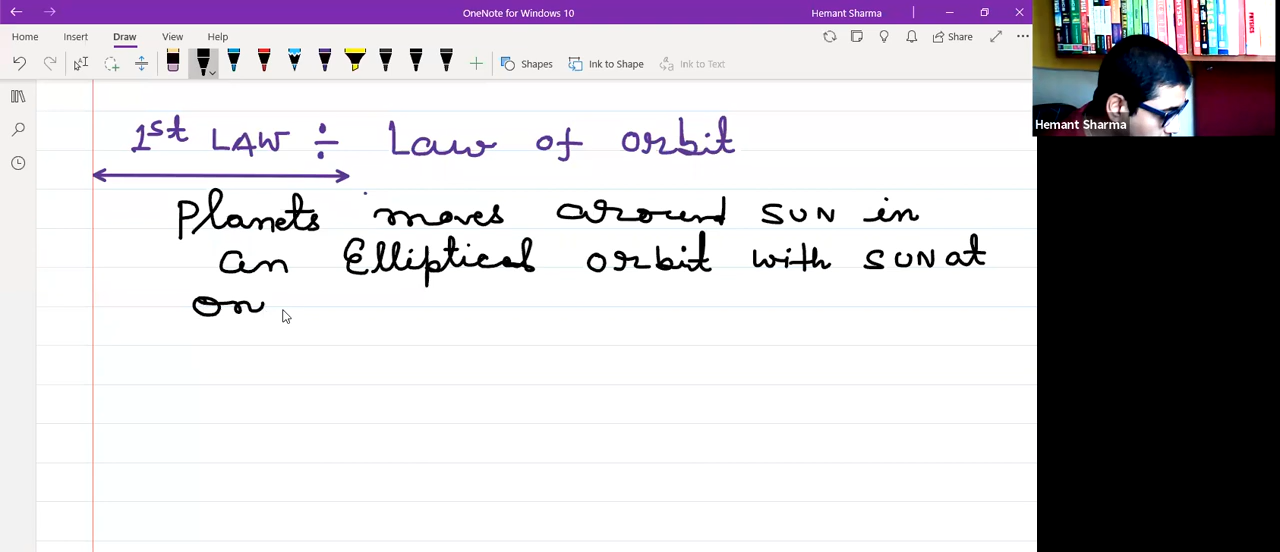 OneNote for Windows 10
Hemant Sharma
Home Insert Draw View Help
Share
Shapes Ink to Shape Ink to Text
Hemant Sharma
1st LAW ÷ Law of orbit
Planets moves around SUN in
an Elliptical orbit with SUN at
on